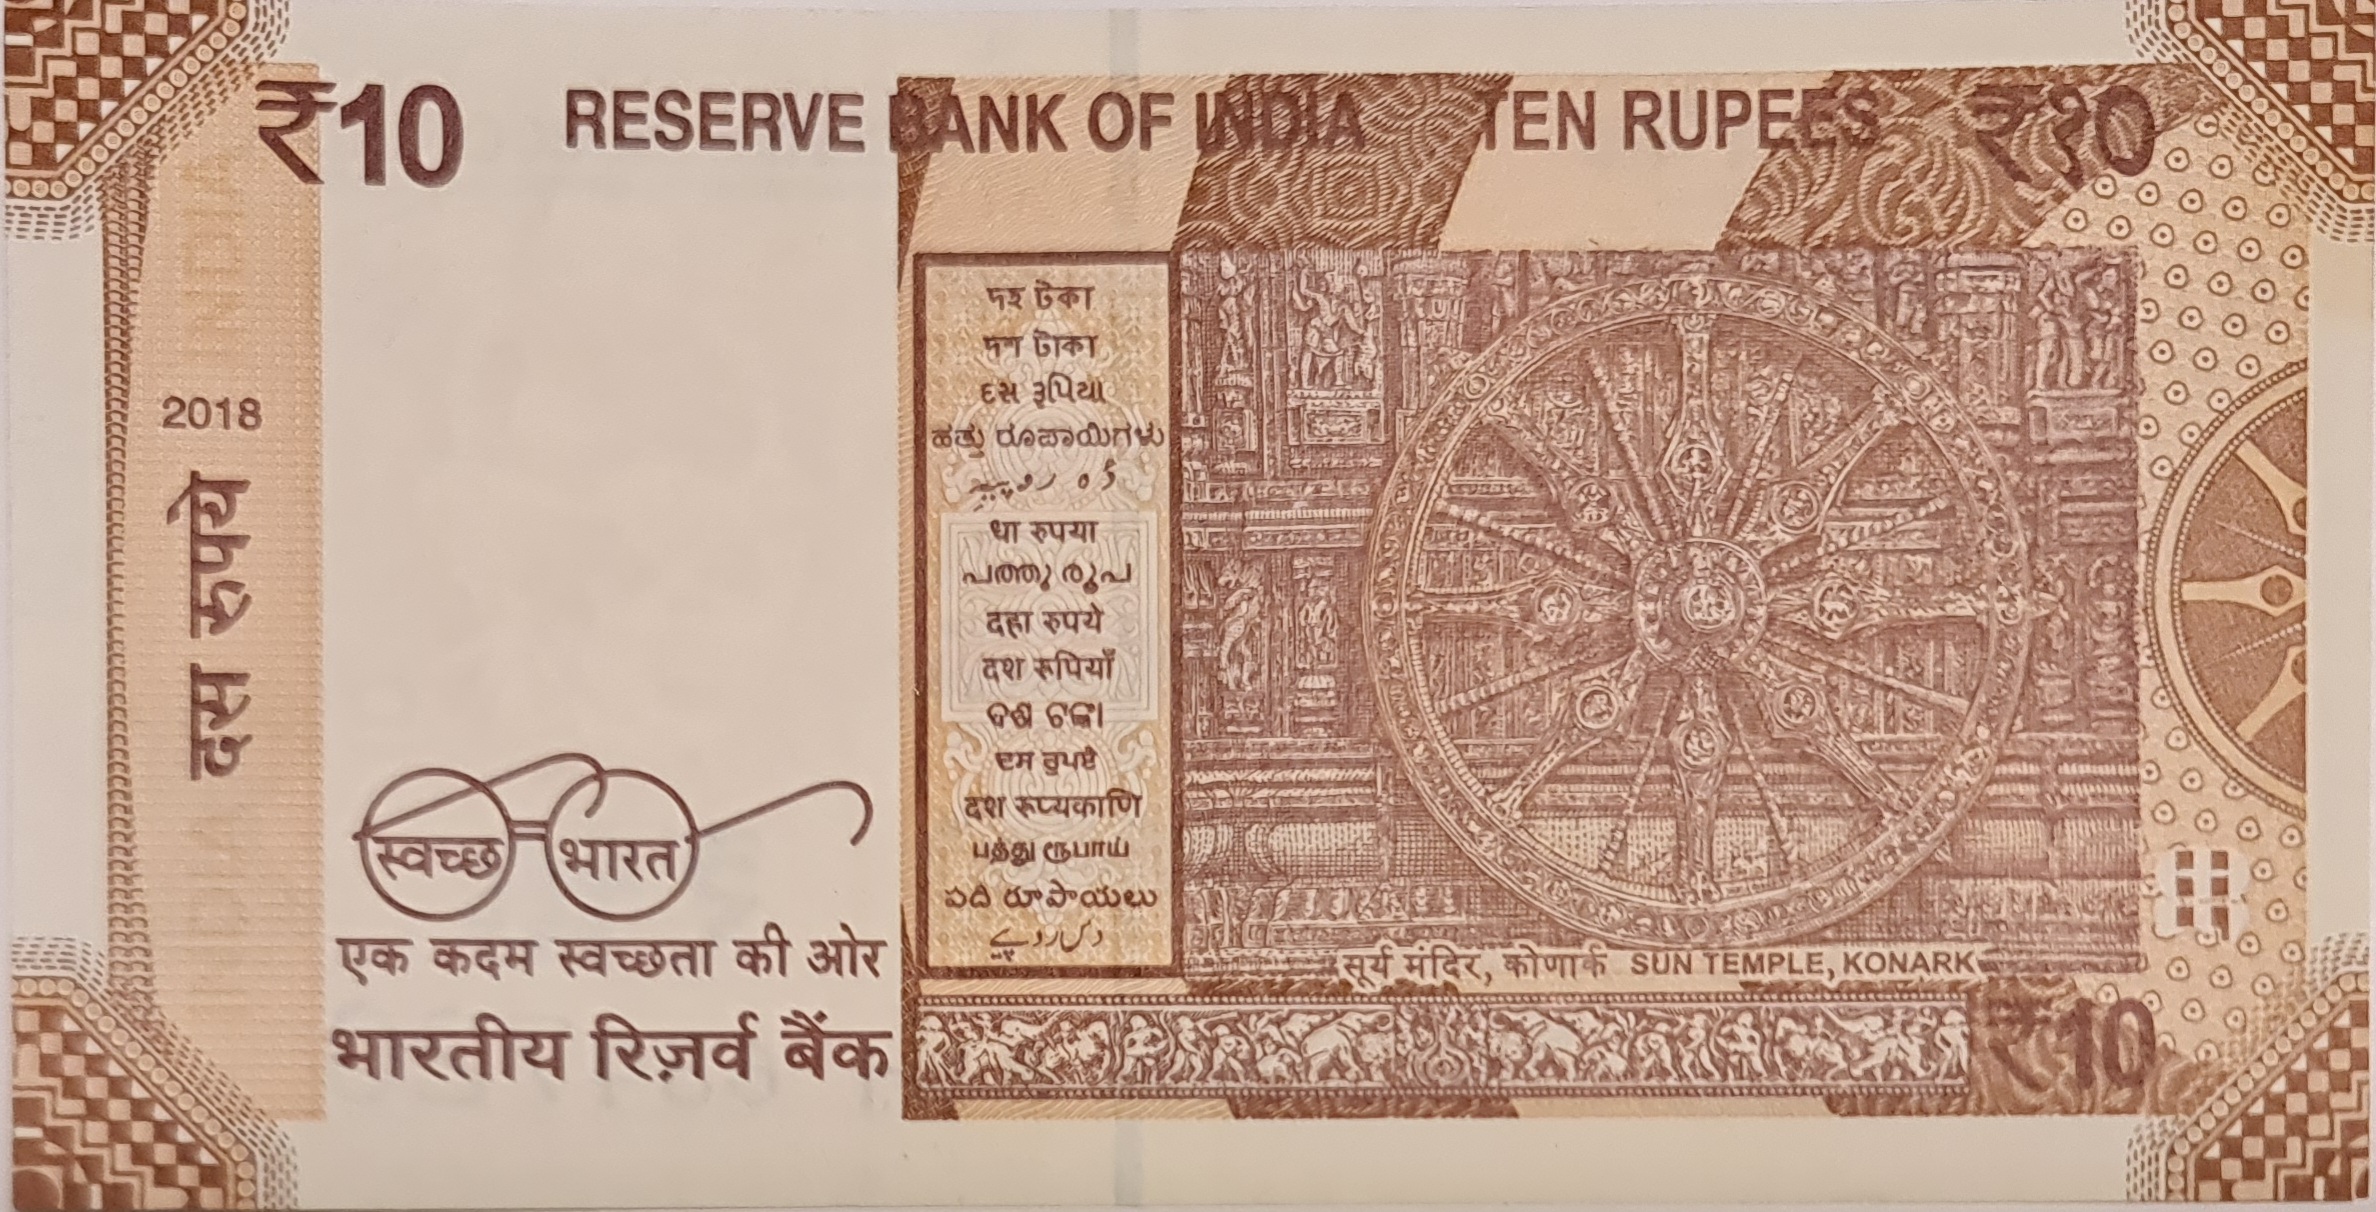 ₹10 RESERVE BANK OF INDIA TEN RUPEES ₹१0
INDIA
2018
दस रुपये
দহ টকা
দশ টাকা
દસ રૂપિયા
ಹತ್ತು ರೂಪಾಯಿಗಳು
دٔہ روپیہِ
धा रुपया
പത്തു രൂപ
दहा रुपये
दश रूपियाँ
ଦଶ ଟଙ୍କା
ਦਸ ਰੁਪਏ
दश रूप्यकाणि
பத்து ரூபாய்
పది రూపాయలు
دس روپے
स्वच्छ भारत
एक कदम स्वच्छता की ओर
भारतीय रिज़र्व बैंक
सूर्य मंदिर, कोणार्क SUN TEMPLE, KONARK
₹10